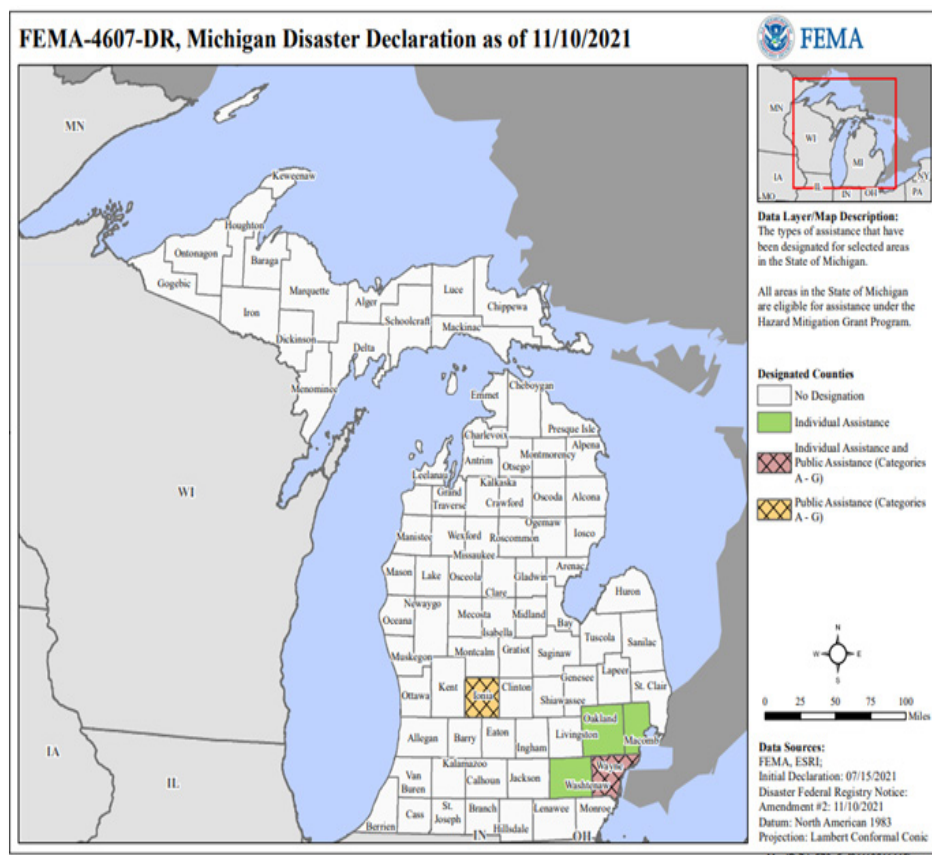 FEMA-4607-DR, Michigan Disaster Declaration as of 11/10/2021
FEMA
MN
WI
IA
IL
IN
OH
Keweenaw
Houghton
Ontonagon
Baraga
Gogebic
Marquette
Iron
Alger
Luce
Chippewa
Schoolcraft
Mackinac
Dickinson
Delta
Menominee
Cheboygan
Emmet
Presque Isle
Charlevoix
Alpena
Montmorency
Antrim
Otsego
Leelanau
Kalkaska
Grand
Traverse
Crawford
Oscoda
Alcona
Ogemaw
Manistee
Wexford
Roscommon
Iosco
Missaukee
Arenac
Mason
Lake
Osceola
Gladwin
Clare
Huron
Newaygo
Oceana
Mecosta
Midland
Bay
Isabella
Tuscola
Sanilac
Muskegon
Montcalm
Gratiot
Saginaw
Lapeer
Genesee
Ottawa
Kent
Ionia
Clinton
Shiawassee
St. Clair
Oakland
Livingston
Macomb
Allegan
Barry
Eaton
Ingham
Wayne
Van
Buren
Kalamazoo
Calhoun
Jackson
Washtenaw
Berrien
Cass
St.
Joseph
Branch
Hillsdale
Lenawee
Monroe
MN
WI
MI
IA
IL
IN
OH
NY
PA
MO
Data Layer/Map Description:
The types of assistance that have
been designated for selected areas
in the State of Michigan.
All areas in the State of Michigan
are eligible for assistance under the
Hazard Mitigation Grant Program.
Designated Counties
No Designation
Individual Assistance
Individual Assistance and
Public Assistance (Categories
A - G)
Public Assistance (Categories
A - G)
N
W E
S
0 25 50 100
Miles
Data Sources:
FEMA, ESRI;
Initial Declaration: 07/15/2021
Disaster Federal Registry Notice:
Amendment #2: 11/10/2021
Datum: North American 1983
Projection: Lambert Conformal Conic